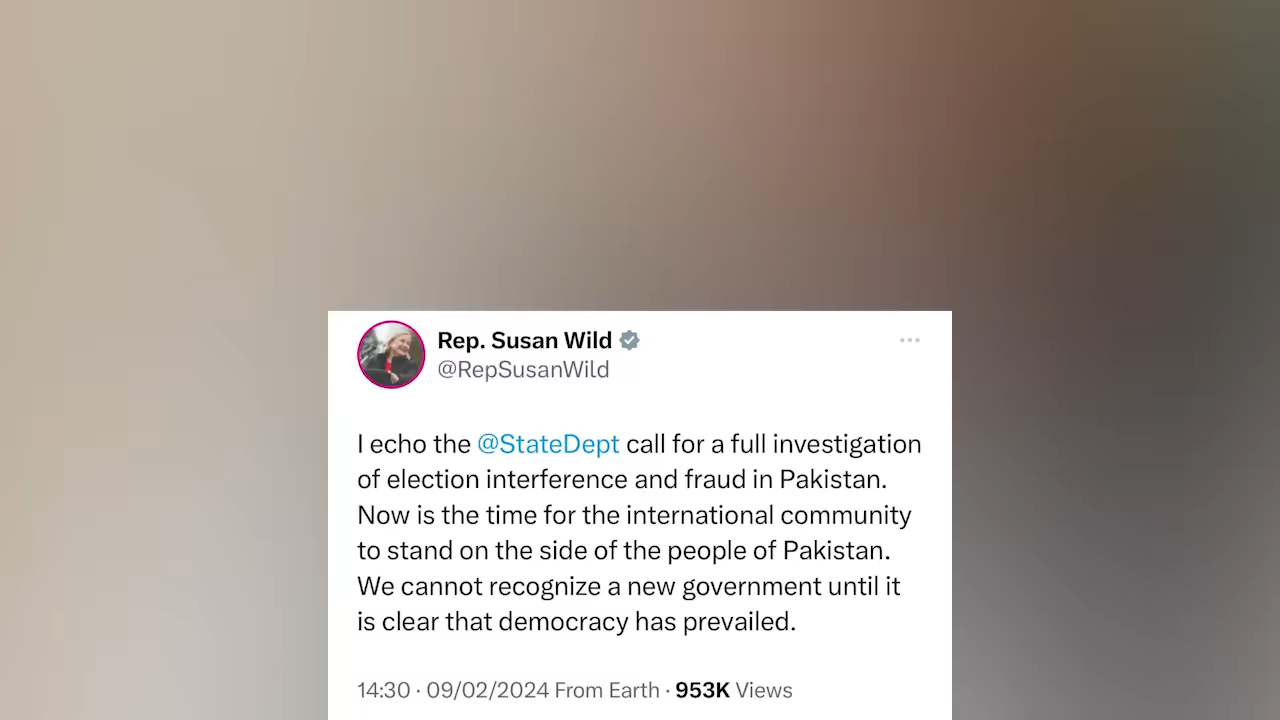 Rep. Susan Wild
@RepSusanWild
I echo the @StateDept call for a full investigation
of election interference and fraud in Pakistan.
Now is the time for the international community
to stand on the side of the people of Pakistan.
We cannot recognize a new government until it
is clear that democracy has prevailed.
14:30 · 09/02/2024 From Earth · 953K Views